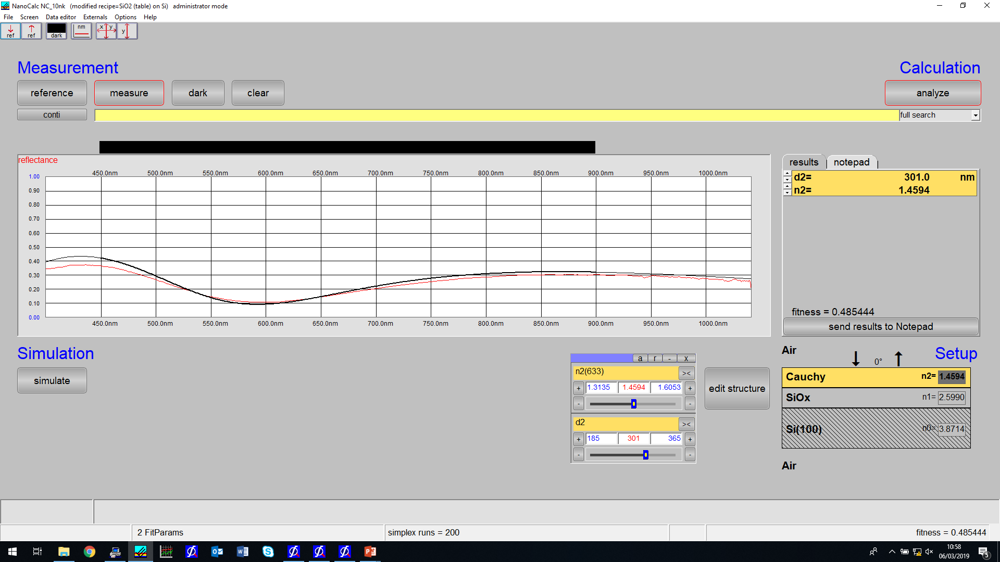 NanoCalc NC_10nk   (modified recipe=SiO2 (table) on Si)   administrator mode
File Screen Data editor Externals Options Help
ref ref dark nm x y y
Measurement
Calculation
reference measure dark clear
analyze
conti
full search
reflectance
450.0nm 500.0nm 550.0nm 600.0nm 650.0nm 700.0nm 750.0nm 800.0nm 850.0nm 900.0nm 950.0nm 1000.0nm
1.00
0.90
0.80
0.70
0.60
0.50
0.40
0.30
0.20
0.10
0.00
450.0nm 500.0nm 550.0nm 600.0nm 650.0nm 700.0nm 750.0nm 800.0nm 850.0nm 900.0nm 950.0nm 1000.0nm
results notepad
d2= 301.0 nm
n2= 1.4594
fitness = 0.485444
send results to Notepad
Simulation
simulate
a r - x
n2(633) ><
+ 1.3135 1.4594 1.6053 +
- -
d2 ><
+ 185 301 365 +
- -
edit structure
Air
0°
Setup
Cauchy n2= 1.4594
SiOx n1= 2.5990
Si(100) n0= 3.8714
Air
2 FitParams
simplex runs = 200
fitness = 0.485444
10:58
06/03/2019
5